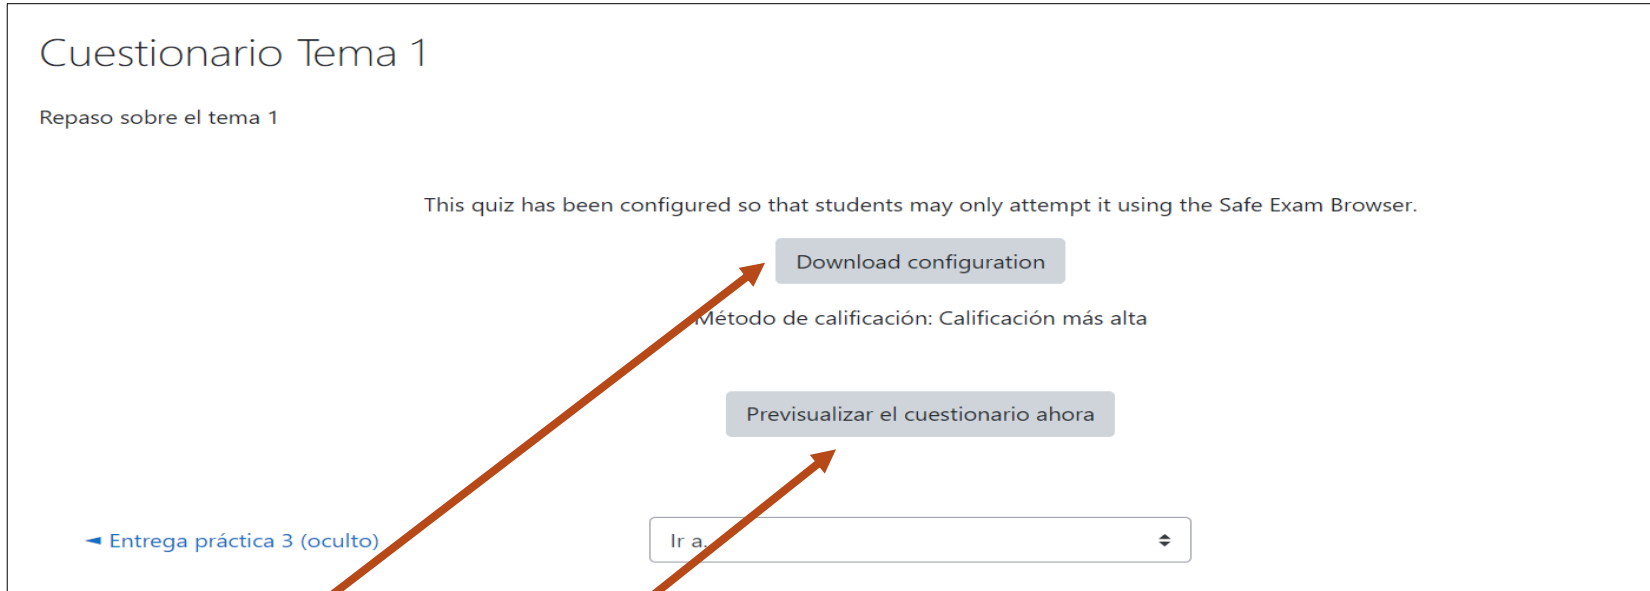 Cuestionario Tema 1
Repaso sobre el tema 1
This quiz has been configured so that students may only attempt it using the Safe Exam Browser.
Download configuration
Método de calificación: Calificación más alta
Previsualizar el cuestionario ahora
◄ Entrega práctica 3 (oculto)
Ir a...